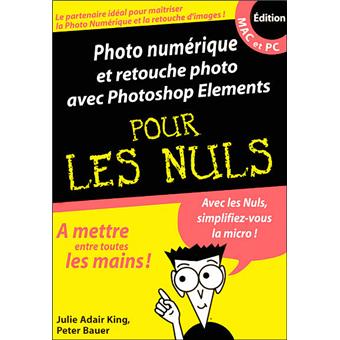 Le partenaire idéal pour maîtriser
la Photo Numérique et la retouche d'images !
Édition
MAC et PC
Photo numérique
et retouche photo
avec Photoshop Elements
POUR
LES NULS
Avec les Nuls,
simplifiez-vous
la micro !
A mettre
entre toutes
les mains !
Julie Adair King,
Peter Bauer